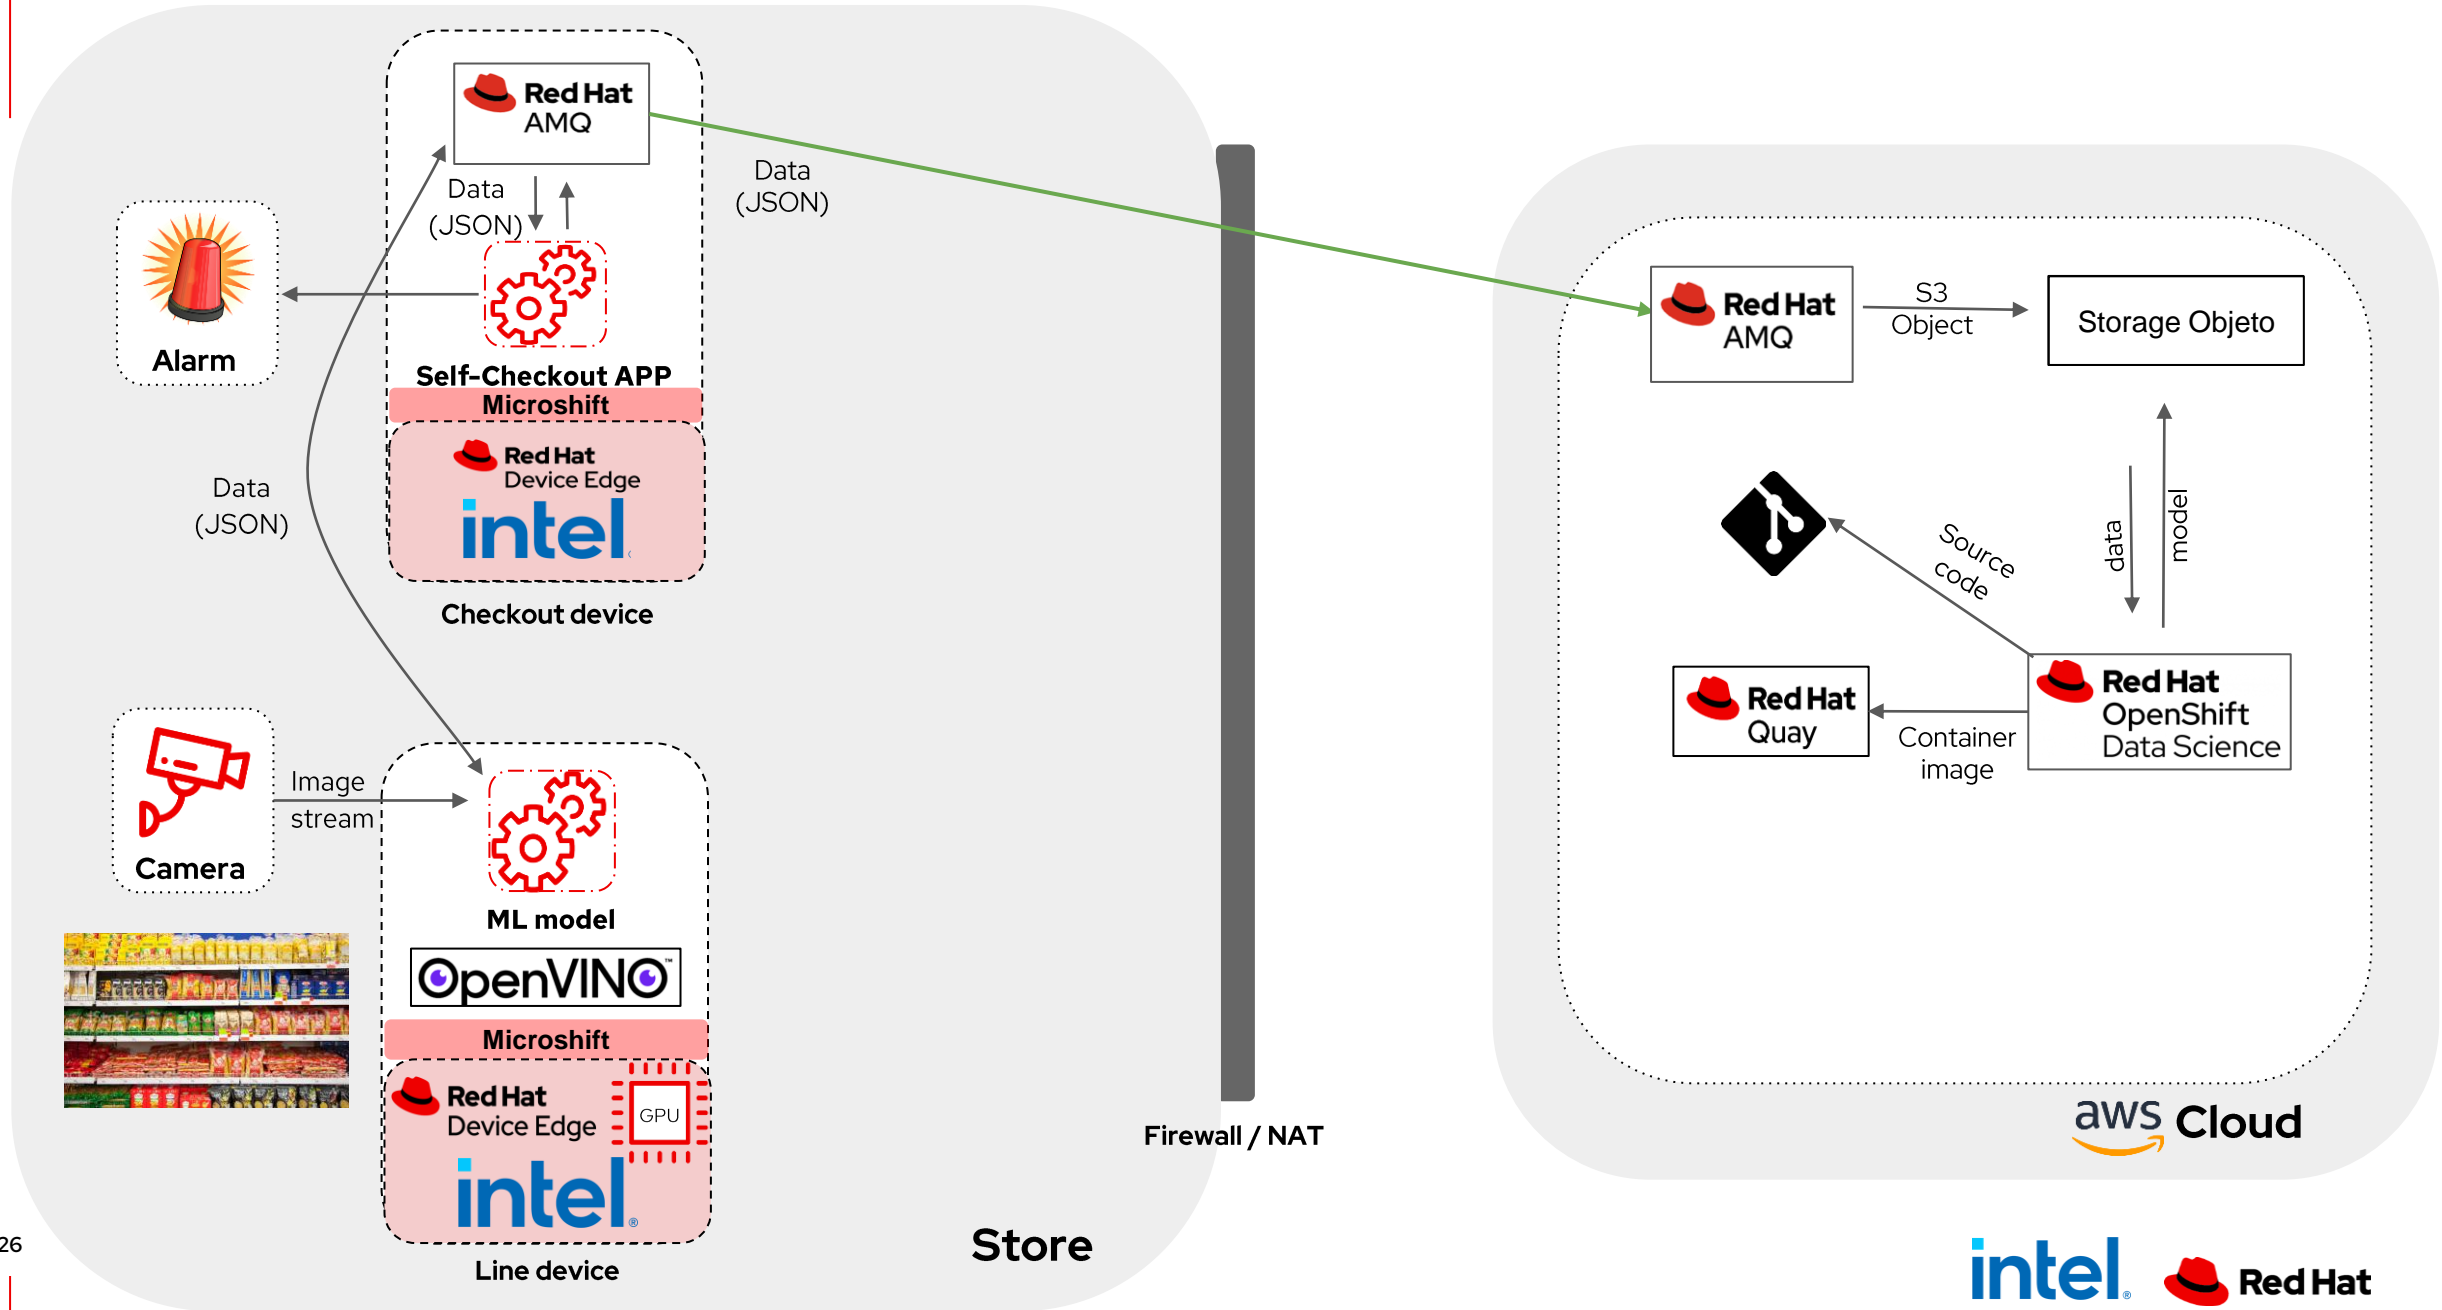 Red Hat
AMQ
Data
(JSON)
Data
(JSON)
Alarm
Self-Checkout APP
Microshift
Red Hat
Device Edge
intel
Checkout device
Data
(JSON)
Image
stream
Camera
ML model
OpenVINO™
Microshift
Red Hat
Device Edge
GPU
intel®
Line device
Store
Firewall / NAT
Red Hat
AMQ
S3
Object
Storage Objeto
Source
code
data
model
Red Hat
Quay
Container
image
Red Hat
OpenShift
Data Science
aws Cloud
26
intel®
Red Hat